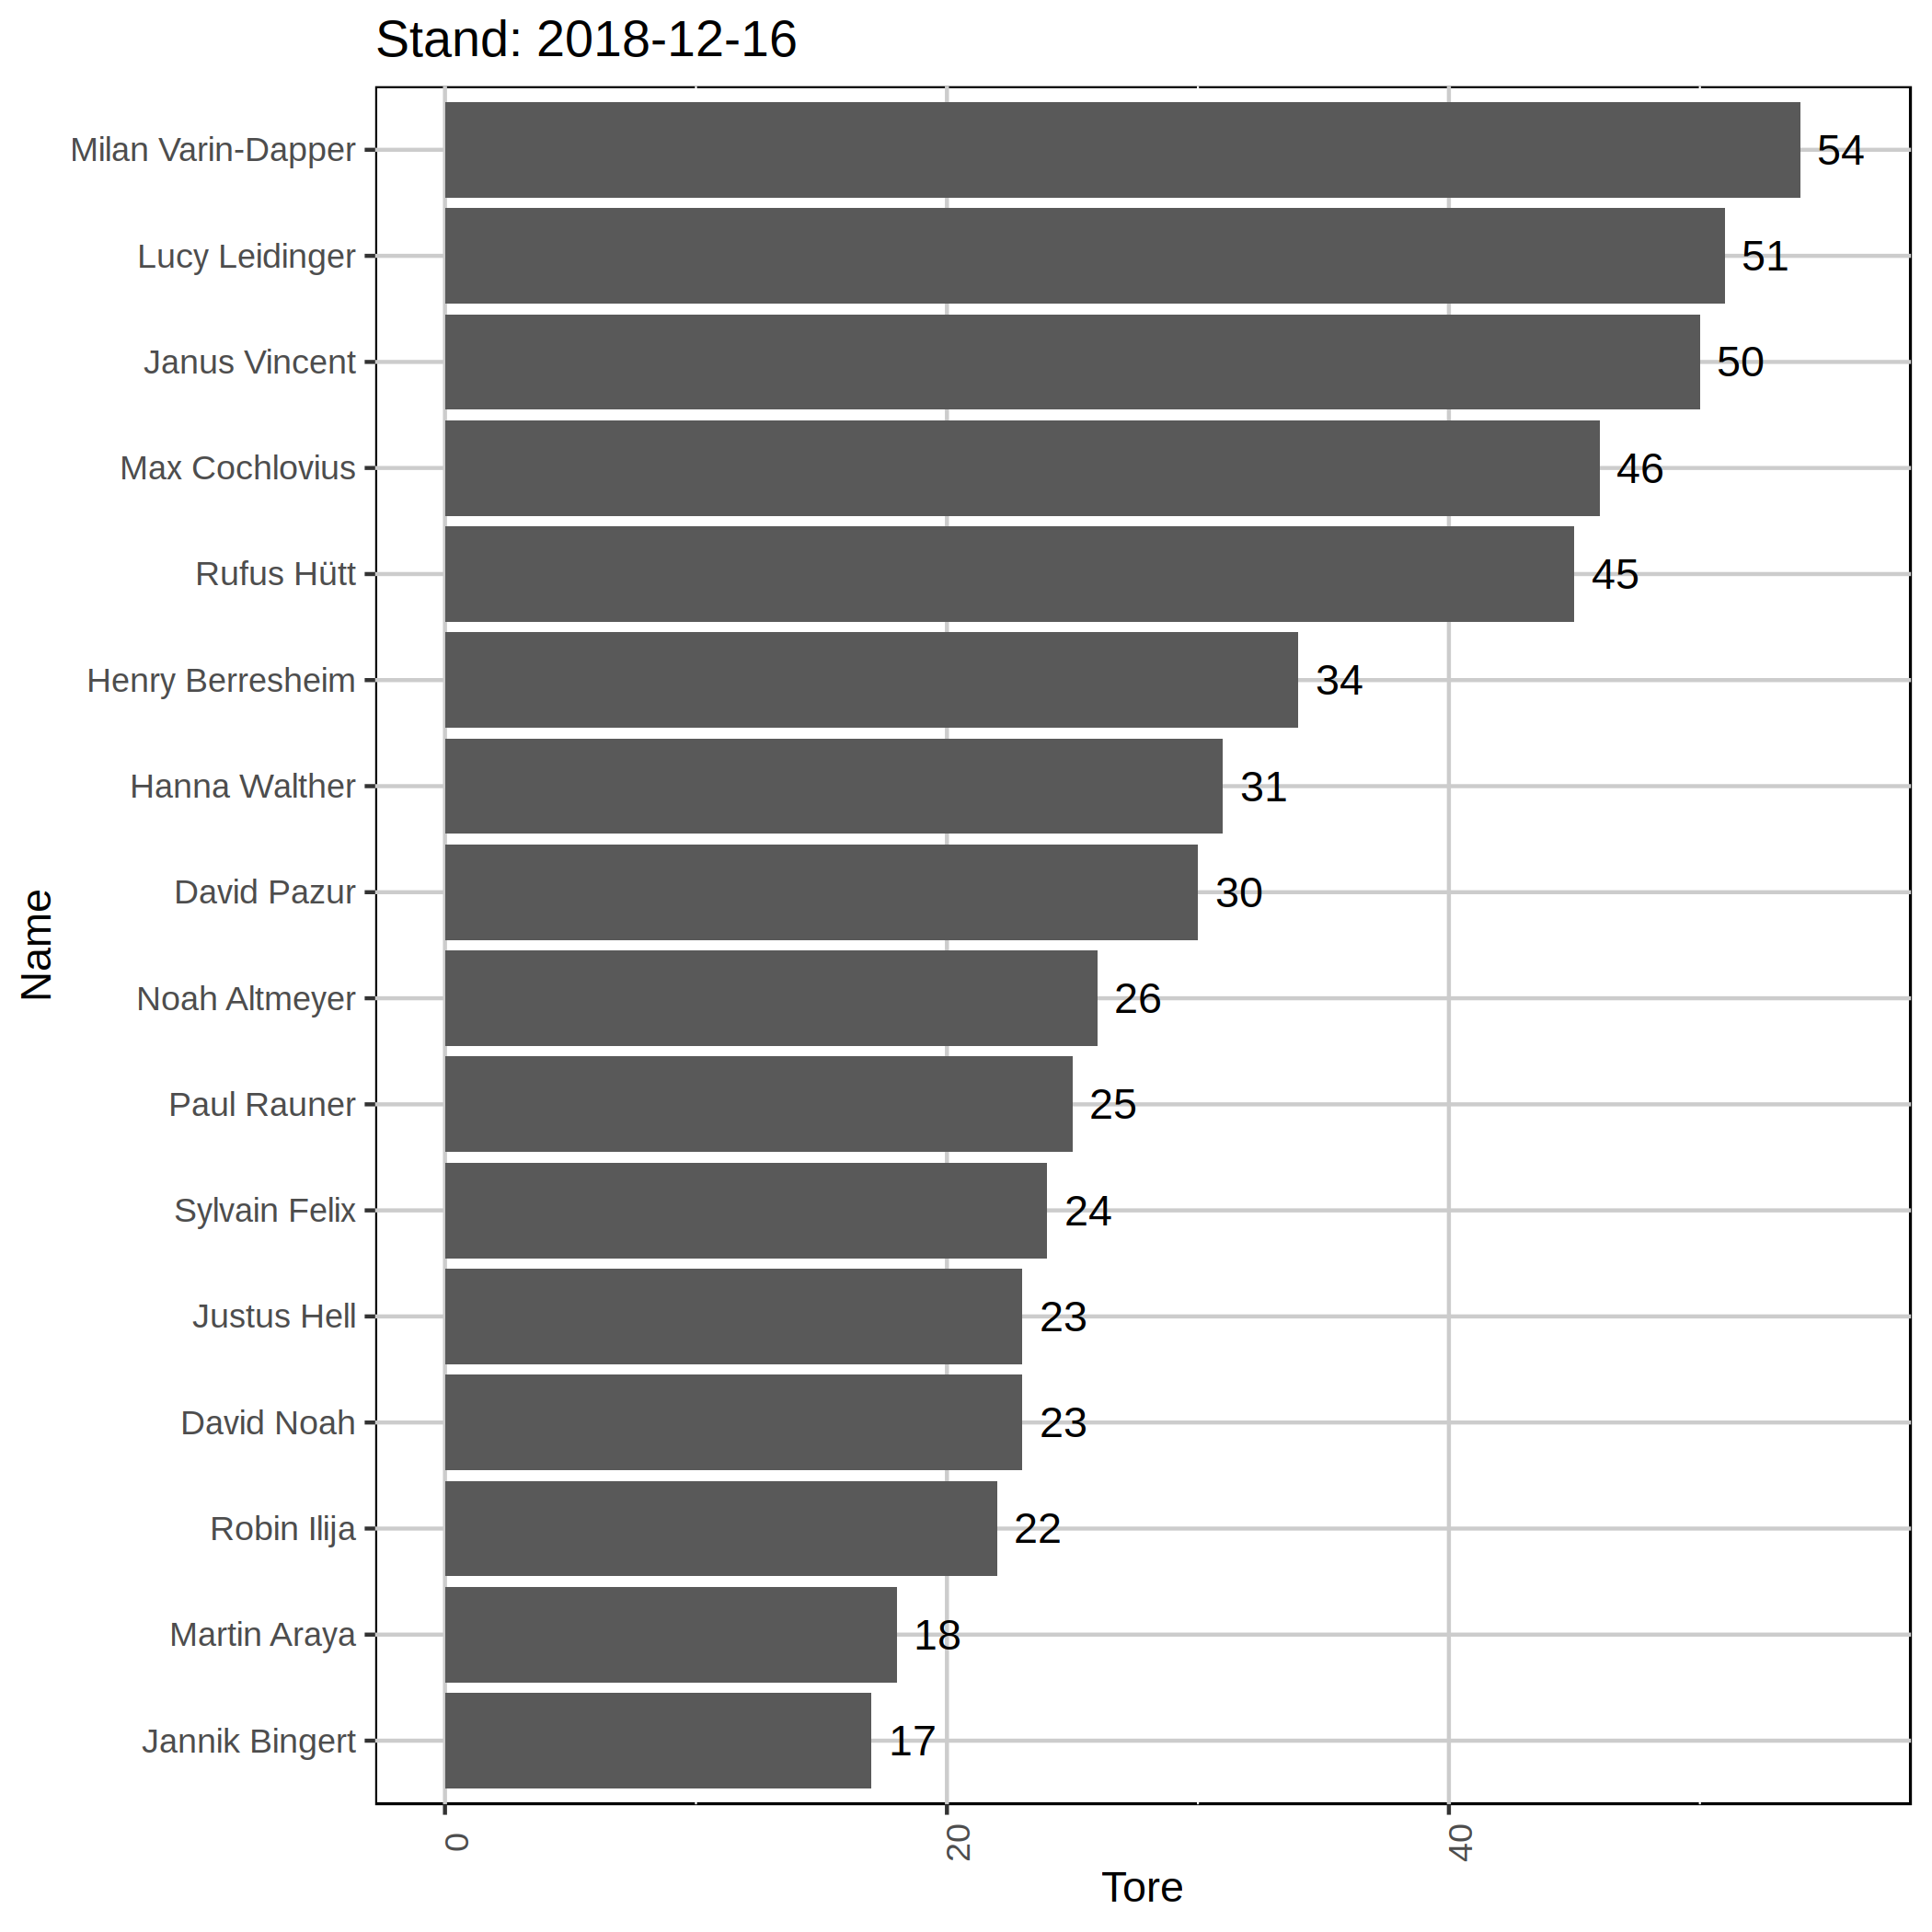 Stand: 2018-12-16
Name
Milan Varin-Dapper 54
Lucy Leidinger 51
Janus Vincent 50
Max Cochlovius 46
Rufus Hütt 45
Henry Berresheim 34
Hanna Walther 31
David Pazur 30
Noah Altmeyer 26
Paul Rauner 25
Sylvain Felix 24
Justus Hell 23
David Noah 23
Robin Ilija 22
Martin Araya 18
Jannik Bingert 17
0 20 40
Tore